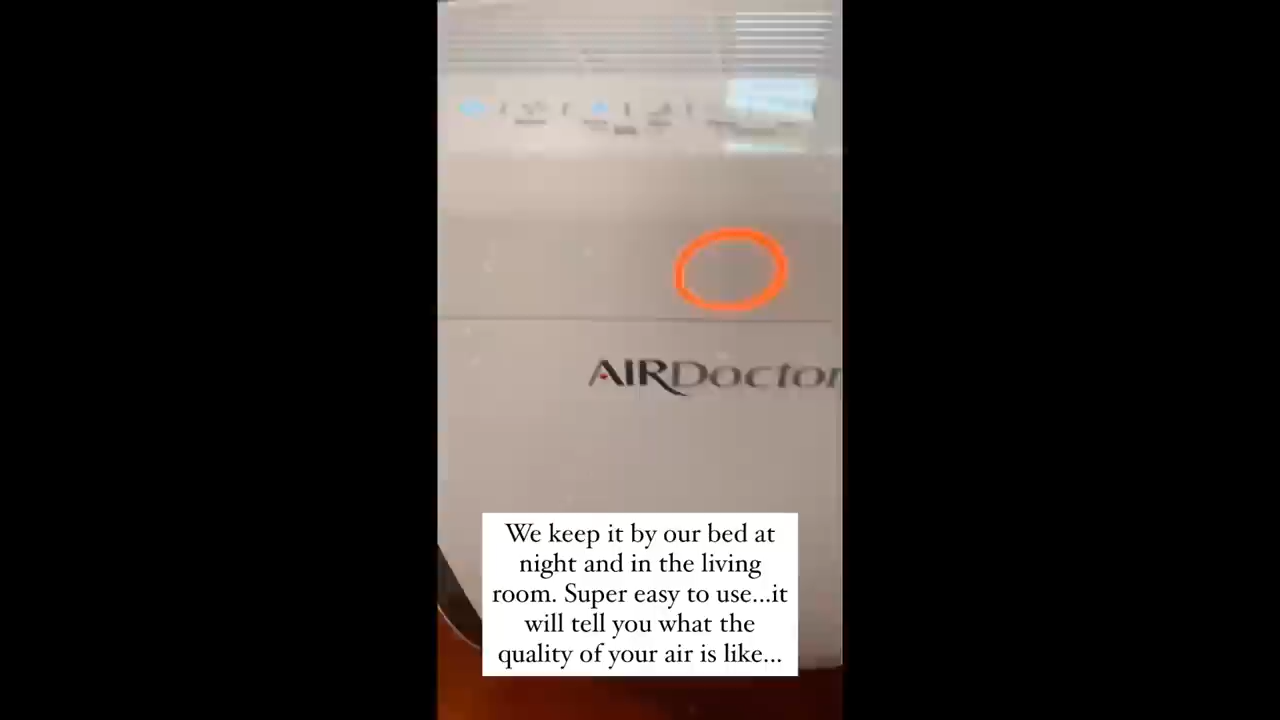 AIRDoctor
We keep it by our bed at
night and in the living
room. Super easy to use...it
will tell you what the
quality of your air is like...